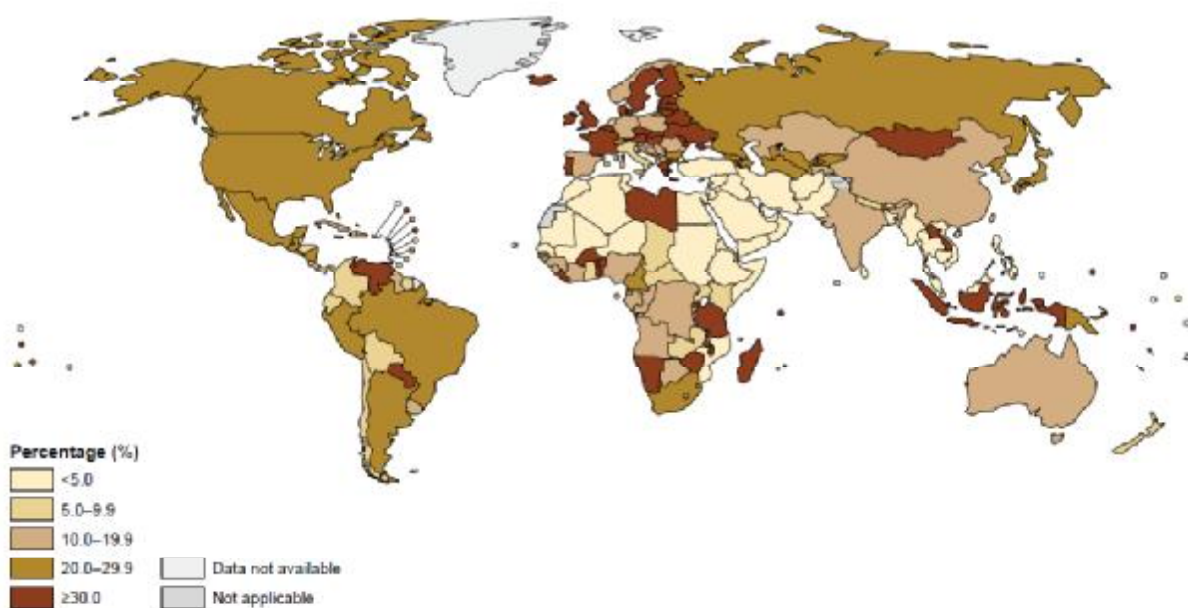 Percentage (%)
<5.0
5.0–9.9
10.0–19.9
20.0–29.9
≥30.0
Data not available
Not applicable